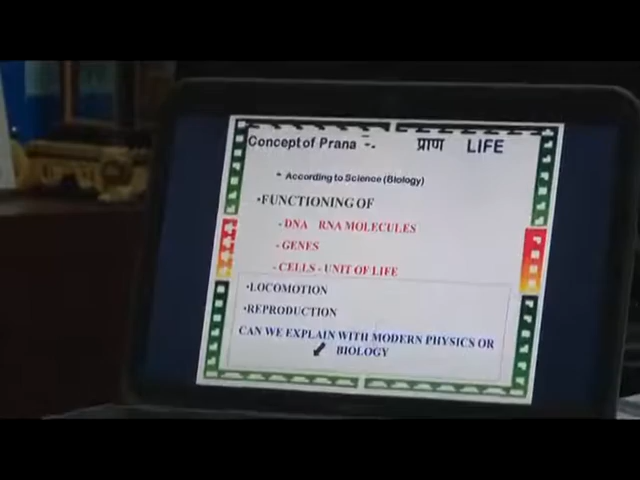 Concept of Prana -. प्राण LIFE
- According to Science (Biology)
•FUNCTIONING OF
- DNA RNA MOLECULES
- GENES
- CELLS - UNIT OF LIFE
•LOCOMOTION
•REPRODUCTION
CAN WE EXPLAIN WITH MODERN PHYSICS OR
BIOLOGY